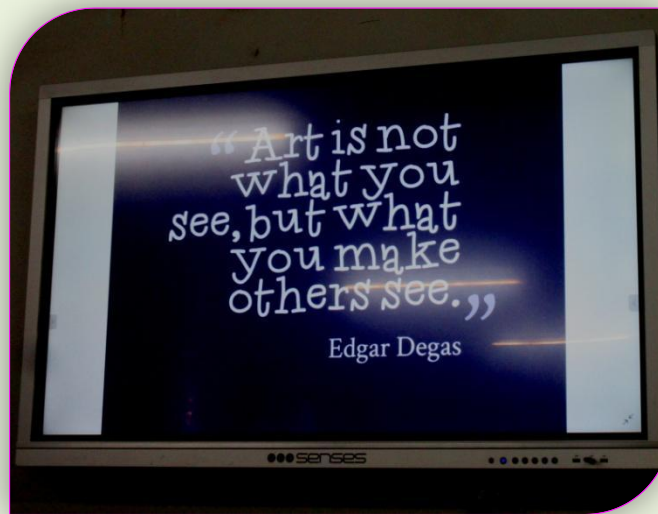 “Art is not
what you
see, but what
you make
others see.”
Edgar Degas
senses